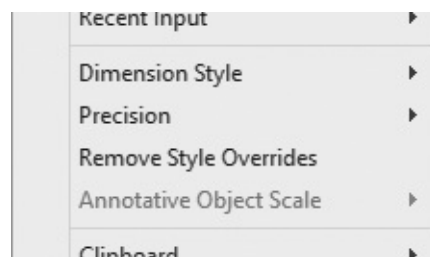 Recent Input
Dimension Style
Precision
Remove Style Overrides
Annotative Object Scale
Clipboard